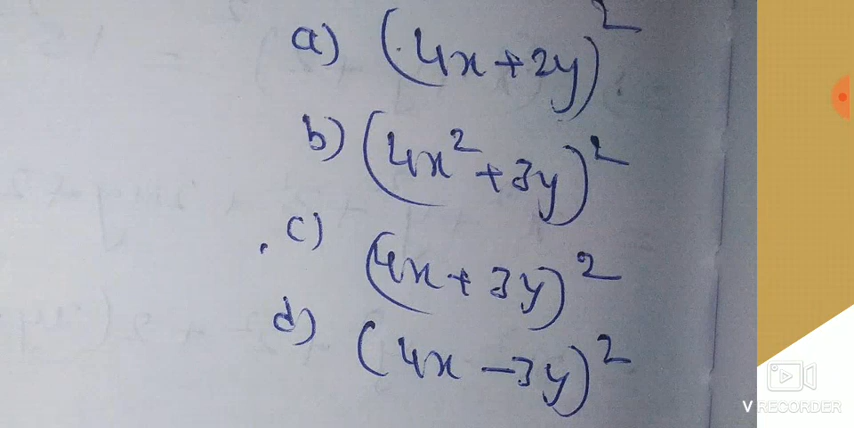 a) (4x+2y)²
b) (4x²+3y)²
c) (4x+3y)²
d) (4x-3y)²
V RECORDER